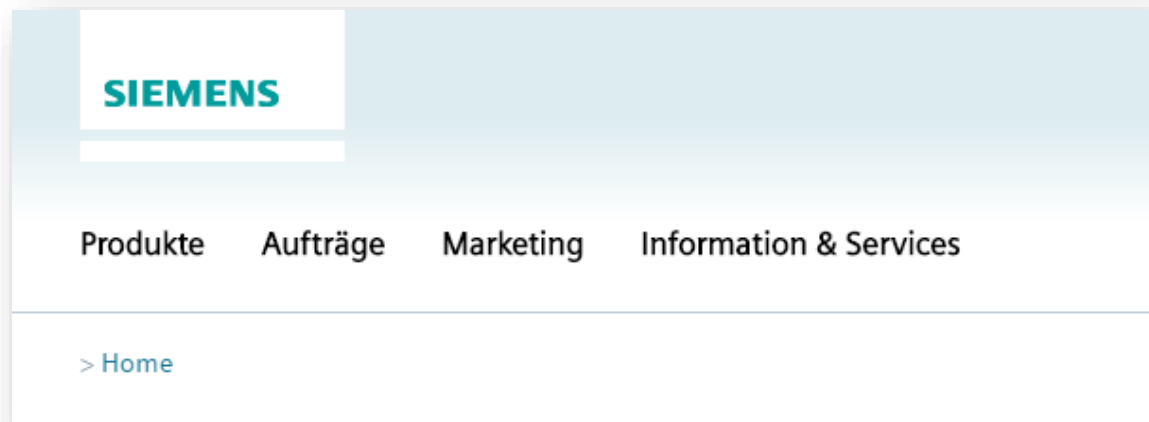 SIEMENS
Produkte Aufträge Marketing Information & Services
> Home